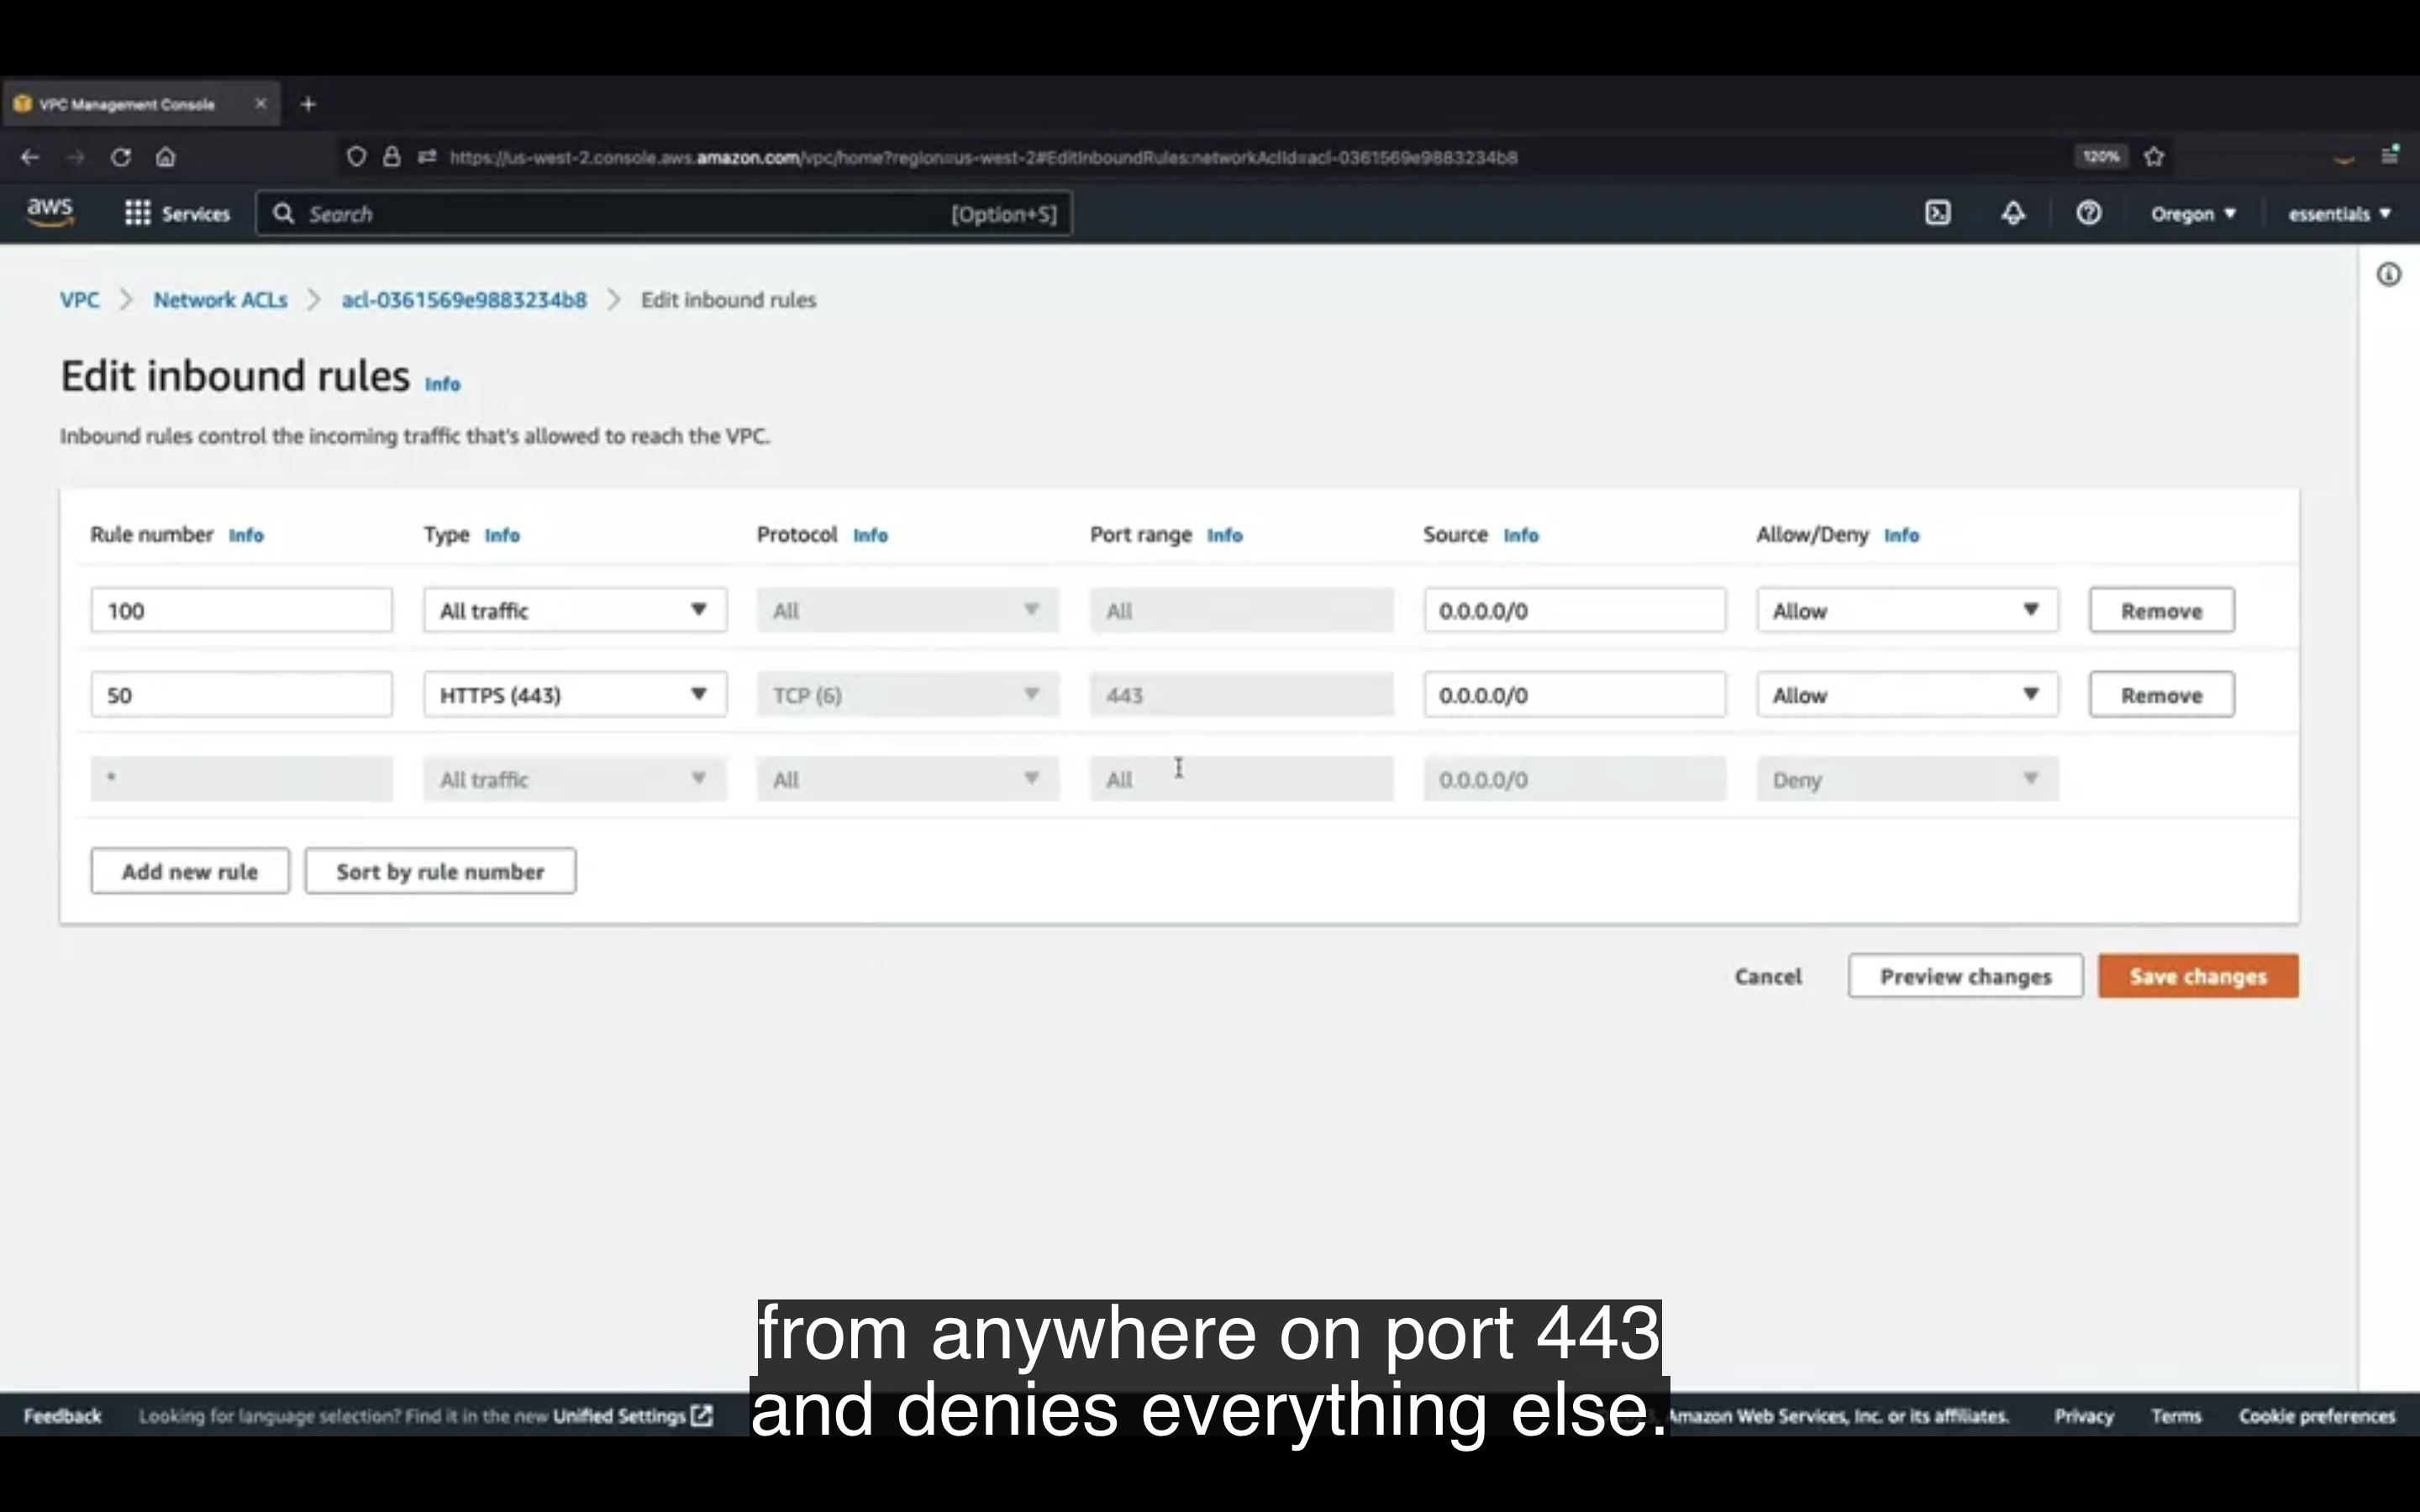 VPC Management Console
https://us-west-2.console.aws.amazon.com/vpc/home?region=us-west-2#EditInboundRules:networkAclId=acl-0361569e9883234b8
120%
aws
Services
Search
[Option+S]
Oregon
essentials
VPC > Network ACLs > acl-0361569e9883234b8 > Edit inbound rules
Edit inbound rules Info
Inbound rules control the incoming traffic that's allowed to reach the VPC.
Rule number Info Type Info Protocol Info Port range Info Source Info Allow/Deny Info
100 All traffic All All 0.0.0.0/0 Allow Remove
50 HTTPS (443) TCP (6) 443 0.0.0.0/0 Allow Remove
* All traffic All All 0.0.0.0/0 Deny
Add new rule Sort by rule number
Cancel Preview changes Save changes
from anywhere on port 443
and denies everything else.
Feedback Looking for language selection? Find it in the new Unified Settings Amazon Web Services, Inc. or its affiliates. Privacy Terms Cookie preferences